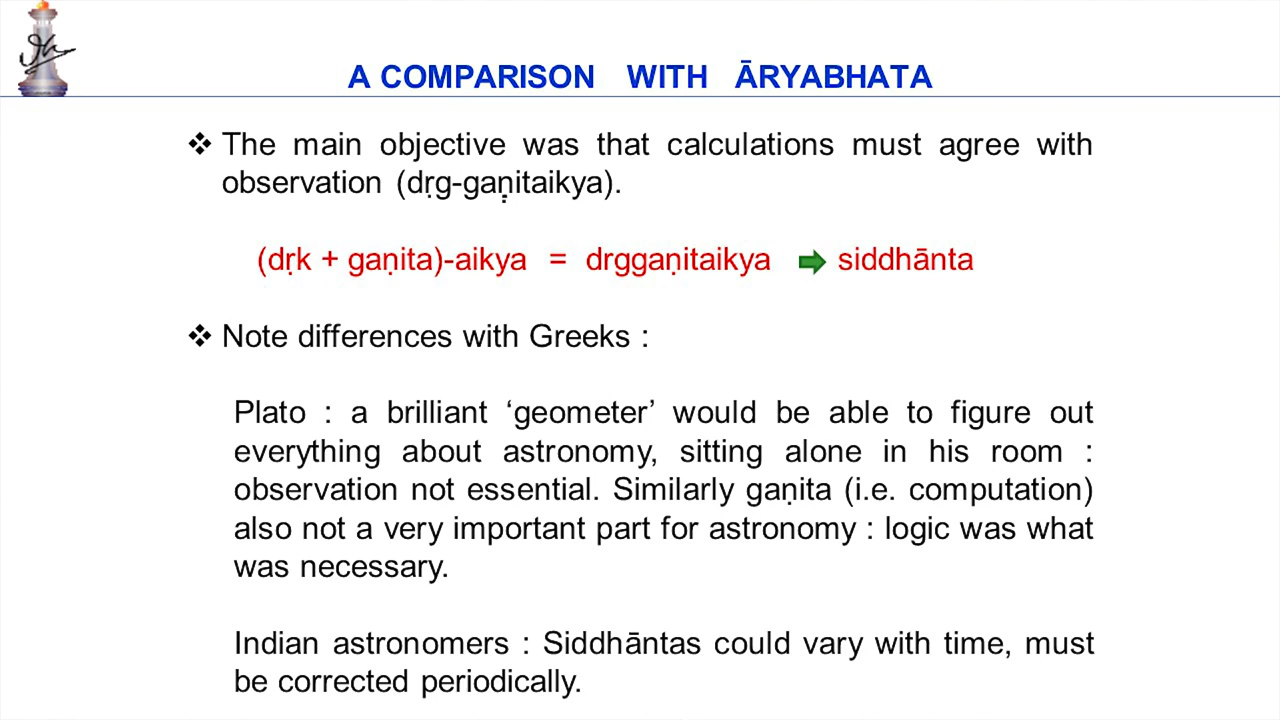 A COMPARISON WITH ĀRYABHATA
❖ The main objective was that calculations must agree with
observation (dṛg-gaṇitaikya).
(dṛk + gaṇita)-aikya = drggaṇitaikya ➡ siddhānta
❖ Note differences with Greeks :
Plato : a brilliant ‘geometer’ would be able to figure out
everything about astronomy, sitting alone in his room :
observation not essential. Similarly gaṇita (i.e. computation)
also not a very important part for astronomy : logic was what
was necessary.
Indian astronomers : Siddhāntas could vary with time, must
be corrected periodically.